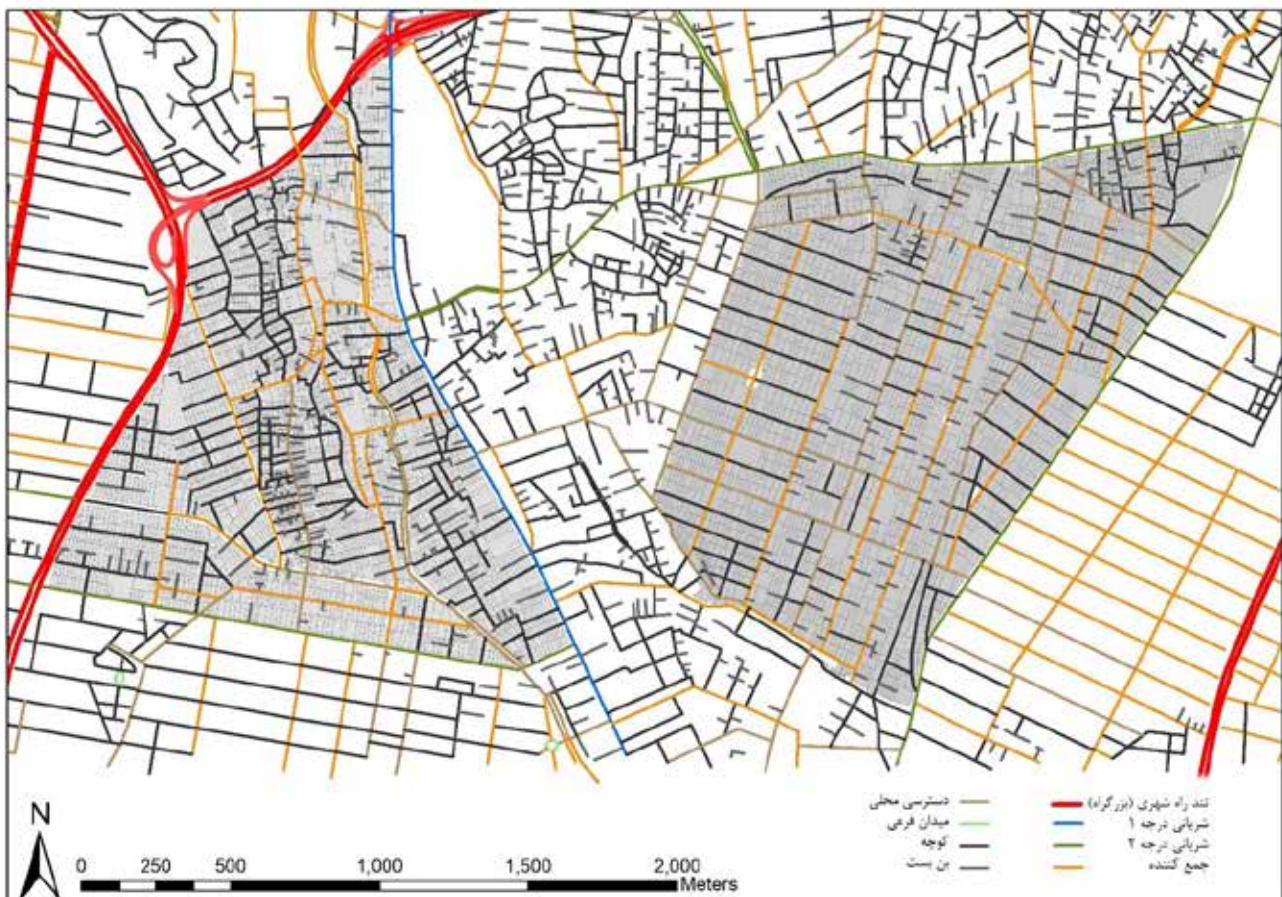 تند راه شهری (بزرگراه)
شریانی درجه ۱
شریانی درجه ۲
جمع کننده
دسترسی محلی
میدان فرعی
کوچه
بن بست
N
0 250 500 1,000 1,500 2,000
Meters